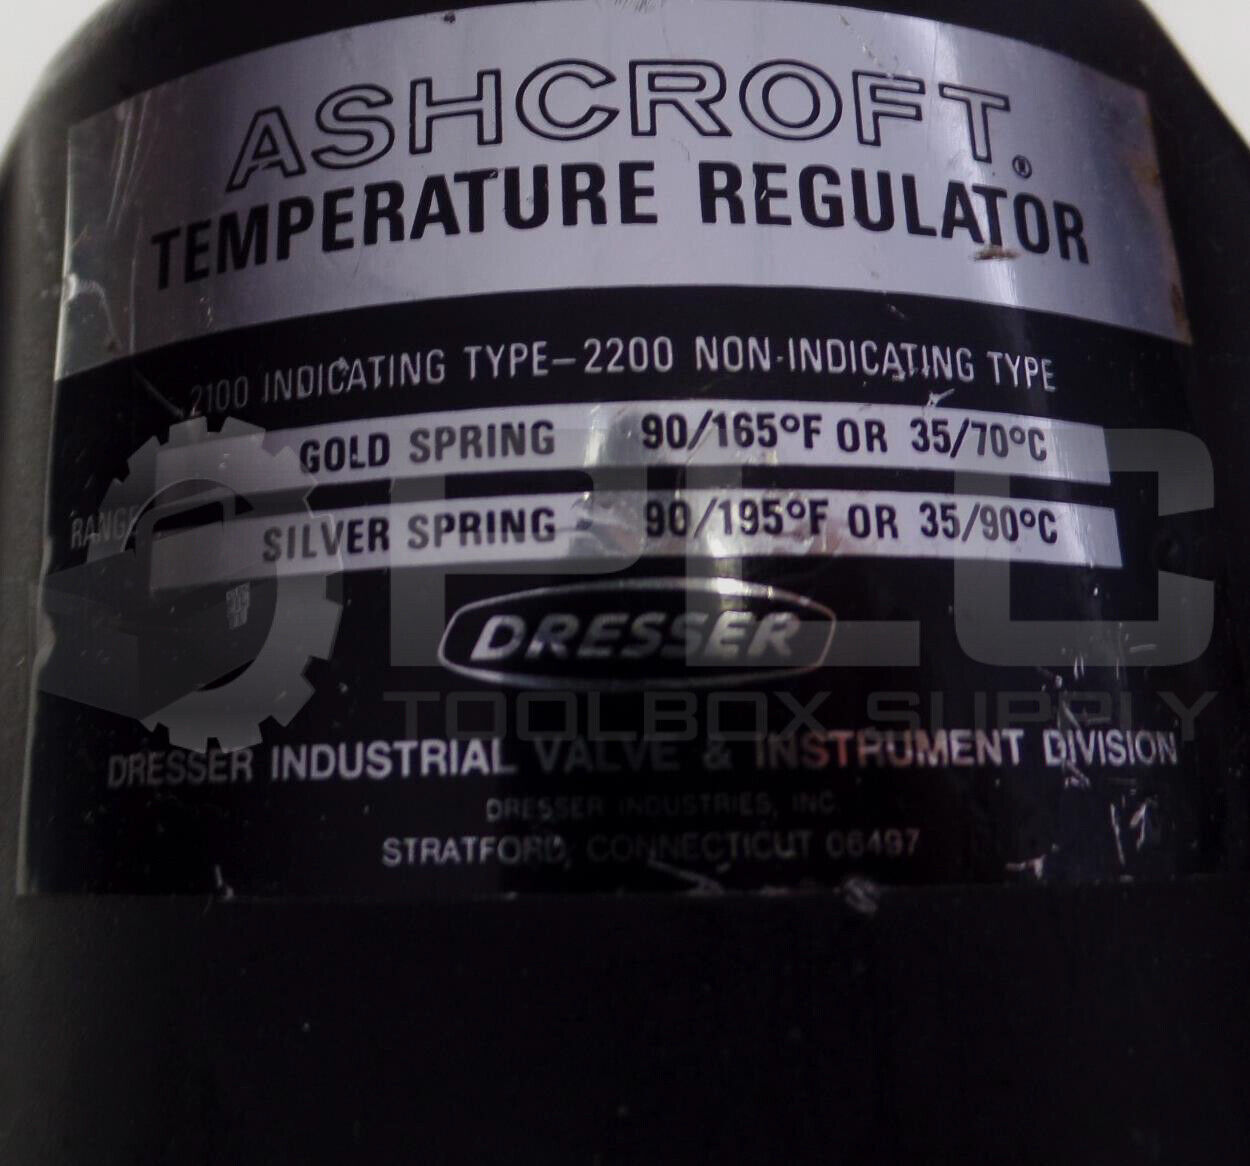 ASHCROFT®
TEMPERATURE REGULATOR
2100 INDICATING TYPE-2200 NON-INDICATING TYPE
GOLD SPRING 90/165°F OR 35/70°C
RANGE
SILVER SPRING 90/195°F OR 35/90°C
DRESSER
PLC
TOOLBOX SUPPLY
DRESSER INDUSTRIAL VALVE & INSTRUMENT DIVISION
DRESSER INDUSTRIES, INC.
STRATFORD, CONNECTICUT 06497